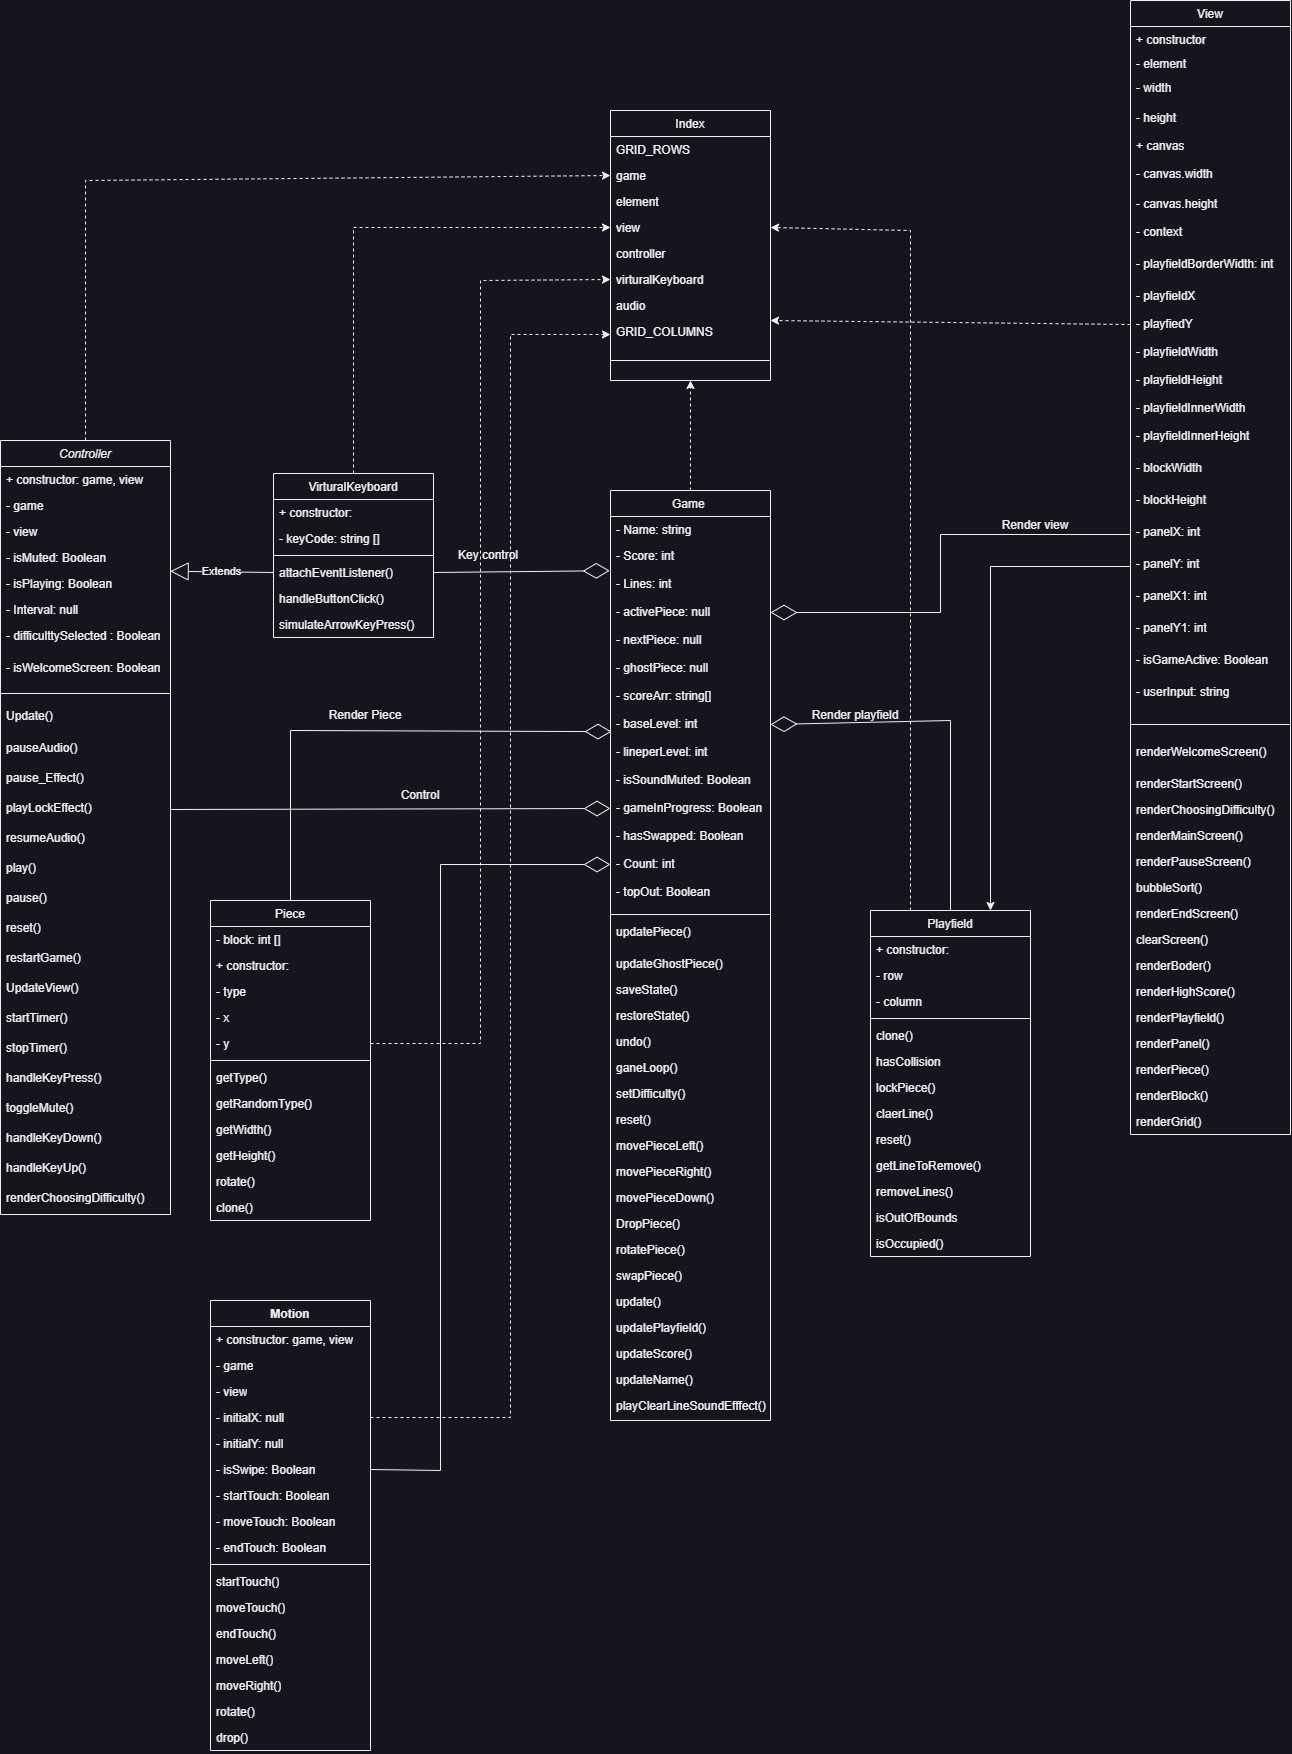 View
+ constructor
- element
- width
- height
+ canvas
- canvas.width
- canvas.height
- context
- playfieldBorderWidth: int
- playfieldX
- playfiedY
- playfieldWidth
- playfieldHeight
- playfieldInnerWidth
- playfieldInnerHeight
- blockWidth
- blockHeight
- panelX: int
- panelY: int
- panelX1: int
- panelY1: int
- isGameActive: Boolean
- userInput: string
renderWelcomeScreen()
renderStartScreen()
renderChoosingDifficulty()
renderMainScreen()
renderPauseScreen()
bubbleSort()
renderEndScreen()
clearScreen()
renderBoder()
renderHighScore()
renderPlayfield()
renderPanel()
renderPiece()
renderBlock()
renderGrid()
Index
GRID_ROWS
game
element
view
controller
virturalKeyboard
audio
GRID_COLUMNS
Controller
+ constructor: game, view
- game
- view
- isMuted: Boolean
- isPlaying: Boolean
- Interval: null
- difficulttySelected : Boolean
- isWelcomeScreen: Boolean
Update()
pauseAudio()
pause_Effect()
playLockEffect()
resumeAudio()
play()
pause()
reset()
restartGame()
UpdateView()
startTimer()
stopTimer()
handleKeyPress()
toggleMute()
handleKeyDown()
handleKeyUp()
renderChoosingDifficulty()
Extends
VirturalKeyboard
+ constructor:
- keyCode: string []
attachEventListener()
handleButtonClick()
simulateArrowKeyPress()
Key control
Game
- Name: string
- Score: int
- Lines: int
- activePiece: null
- nextPiece: null
- ghostPiece: null
- scoreArr: string[]
- baseLevel: int
- lineperLevel: int
- isSoundMuted: Boolean
- gameInProgress: Boolean
- hasSwapped: Boolean
- Count: int
- topOut: Boolean
updatePiece()
updateGhostPiece()
saveState()
restoreState()
undo()
ganeLoop()
setDifficulty()
reset()
movePieceLeft()
movePieceRight()
movePieceDown()
DropPiece()
rotatePiece()
swapPiece()
update()
updatePlayfield()
updateScore()
updateName()
playClearLineSoundEfffect()
Render view
Render playfield
Render Piece
Control
Piece
- block: int []
+ constructor:
- type
- x
- y
getType()
getRandomType()
getWidth()
getHeight()
rotate()
clone()
Playfield
+ constructor:
- row
- column
clone()
hasCollision
lockPiece()
claerLine()
reset()
getLineToRemove()
removeLines()
isOutOfBounds
isOccupied()
Motion
+ constructor: game, view
- game
- view
- initialX: null
- initialY: null
- isSwipe: Boolean
- startTouch: Boolean
- moveTouch: Boolean
- endTouch: Boolean
startTouch()
moveTouch()
endTouch()
moveLeft()
moveRight()
rotate()
drop()